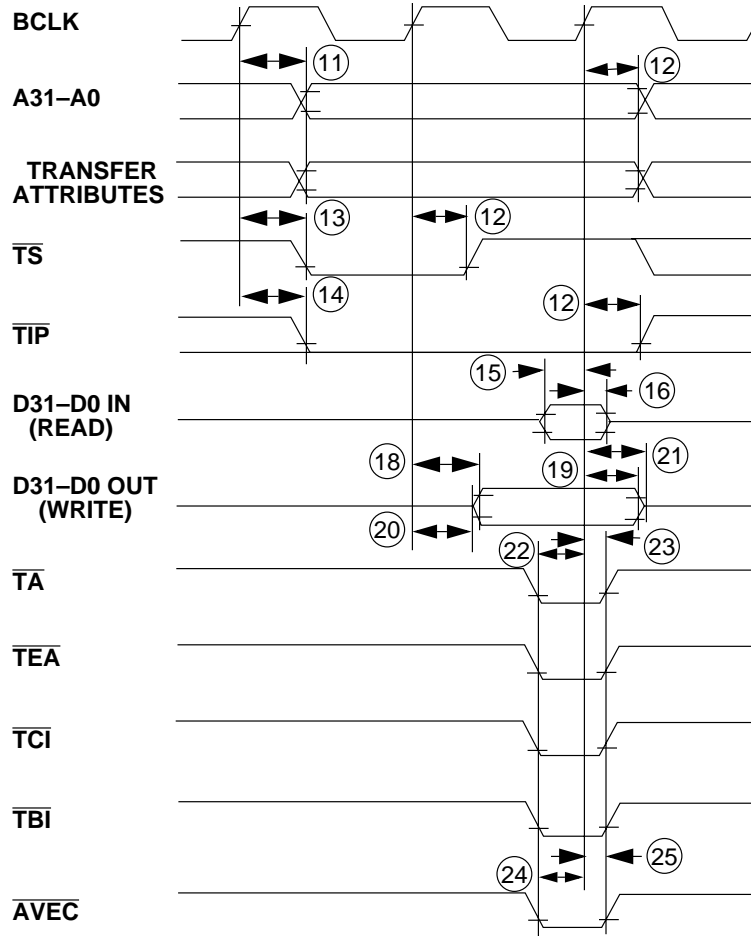 BCLK
11
12
A31–A0
TRANSFER
ATTRIBUTES
13
12
TS
14
12
TIP
15
16
D31–D0 IN
(READ)
18
19
21
D31–D0 OUT
(WRITE)
20
22
23
TA
TEA
TCI
TBI
24
25
AVEC